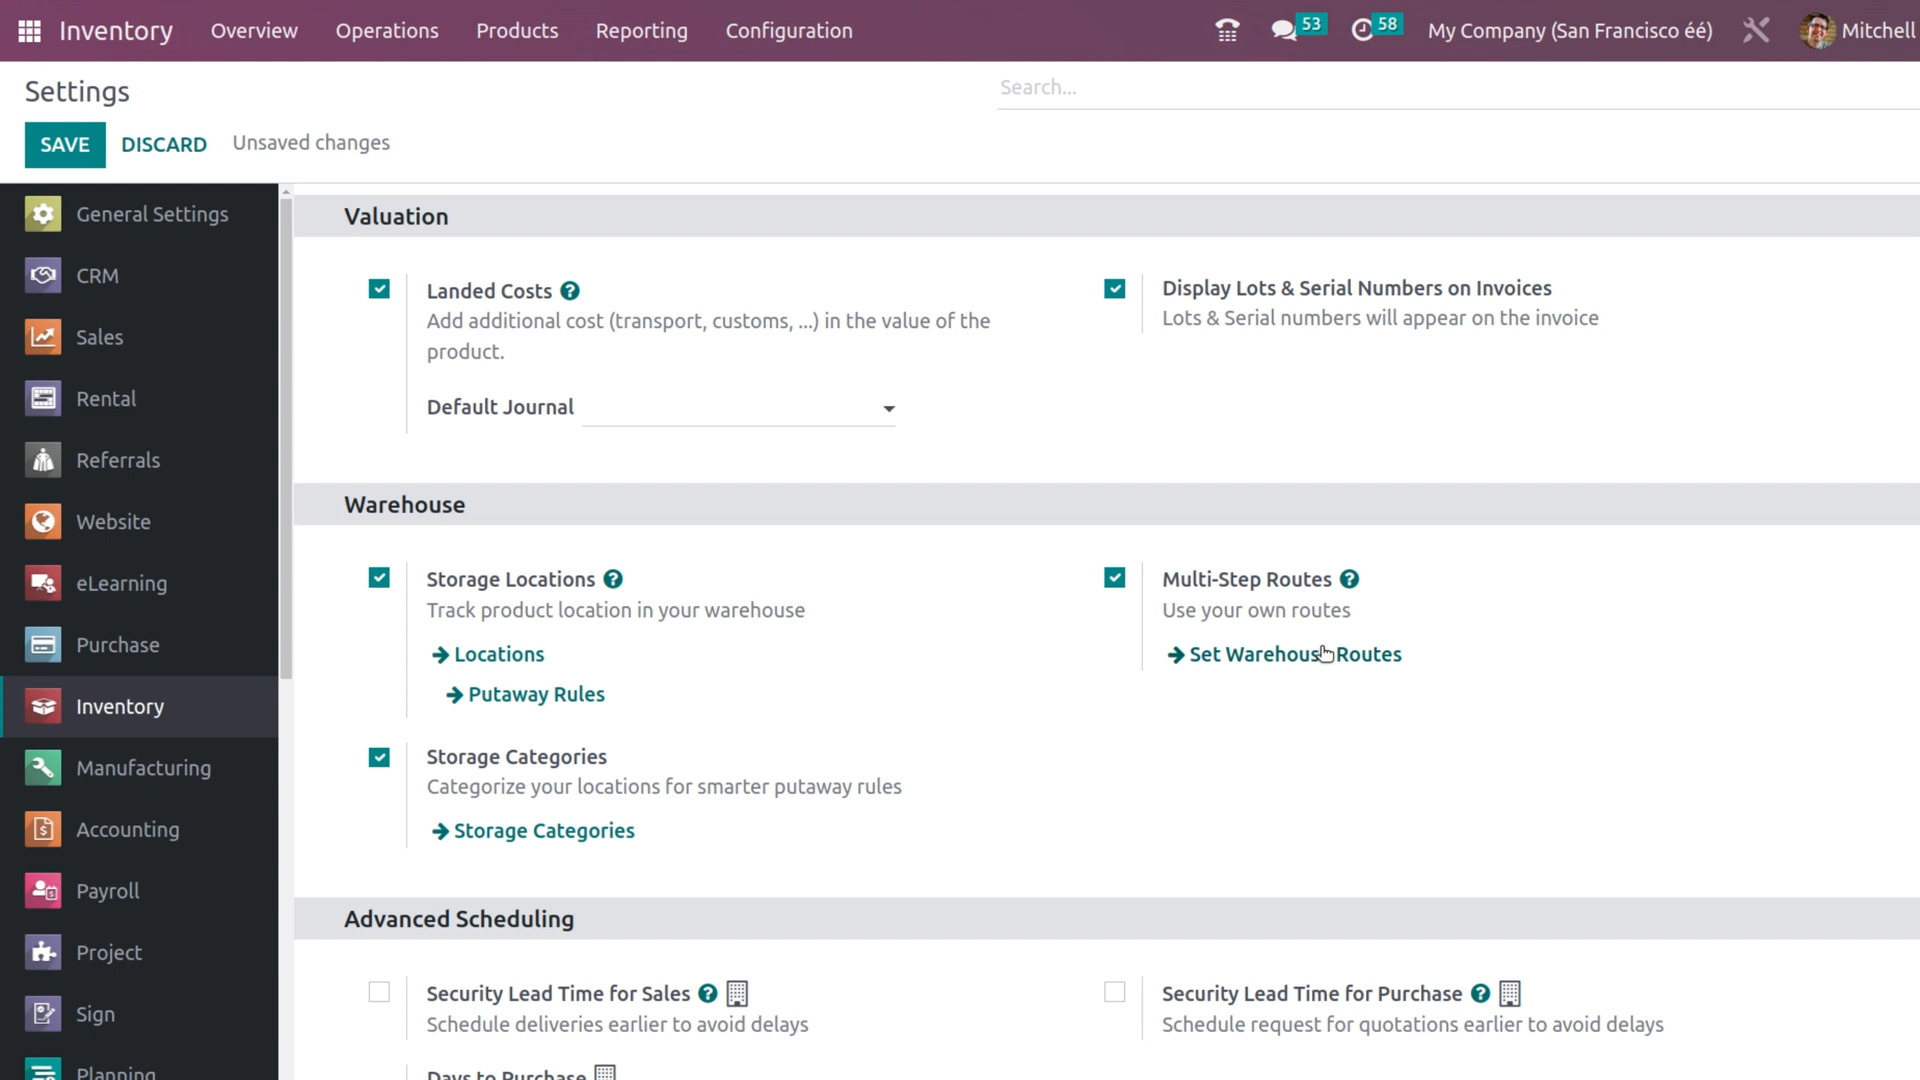 Inventory Overview Operations Products Reporting Configuration 53 58 My Company (San Francisco éé) Mitchell
Settings
Search...
SAVE DISCARD Unsaved changes
General Settings
CRM
Sales
Rental
Referrals
Website
eLearning
Purchase
Inventory
Manufacturing
Accounting
Payroll
Project
Sign
Planning
Valuation
Landed Costs ?
Add additional cost (transport, customs, ...) in the value of the
product.
Default Journal
Display Lots & Serial Numbers on Invoices
Lots & Serial numbers will appear on the invoice
Warehouse
Storage Locations ?
Track product location in your warehouse
Locations
Putaway Rules
Multi-Step Routes ?
Use your own routes
Set Warehouse Routes
Storage Categories
Categorize your locations for smarter putaway rules
Storage Categories
Advanced Scheduling
Security Lead Time for Sales ?
Schedule deliveries earlier to avoid delays
Security Lead Time for Purchase ?
Schedule request for quotations earlier to avoid delays
Days to Purchase